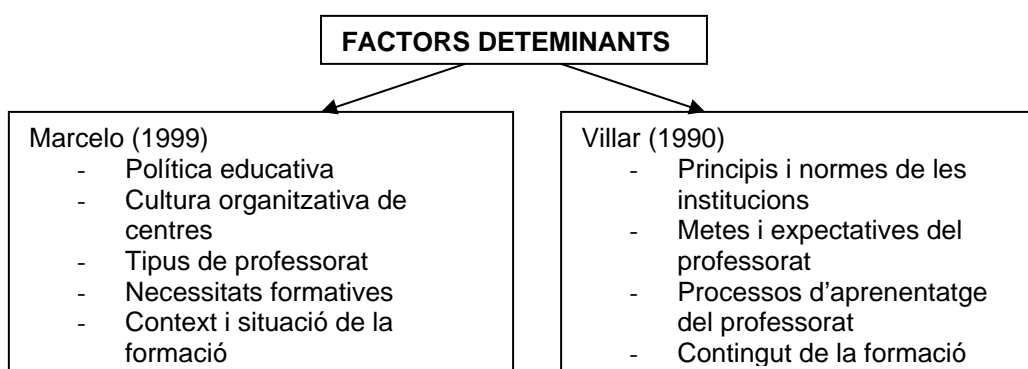 FACTORS DETEMINANTS
Marcelo (1999)
- Política educativa
- Cultura organitzativa de
centres
- Tipus de professorat
- Necessitats formatives
- Context i situació de la
formació
Villar (1990)
- Principis i normes de les
institucions
- Metes i expectatives del
professorat
- Processos d’aprenentatge
del professorat
- Contingut de la formació